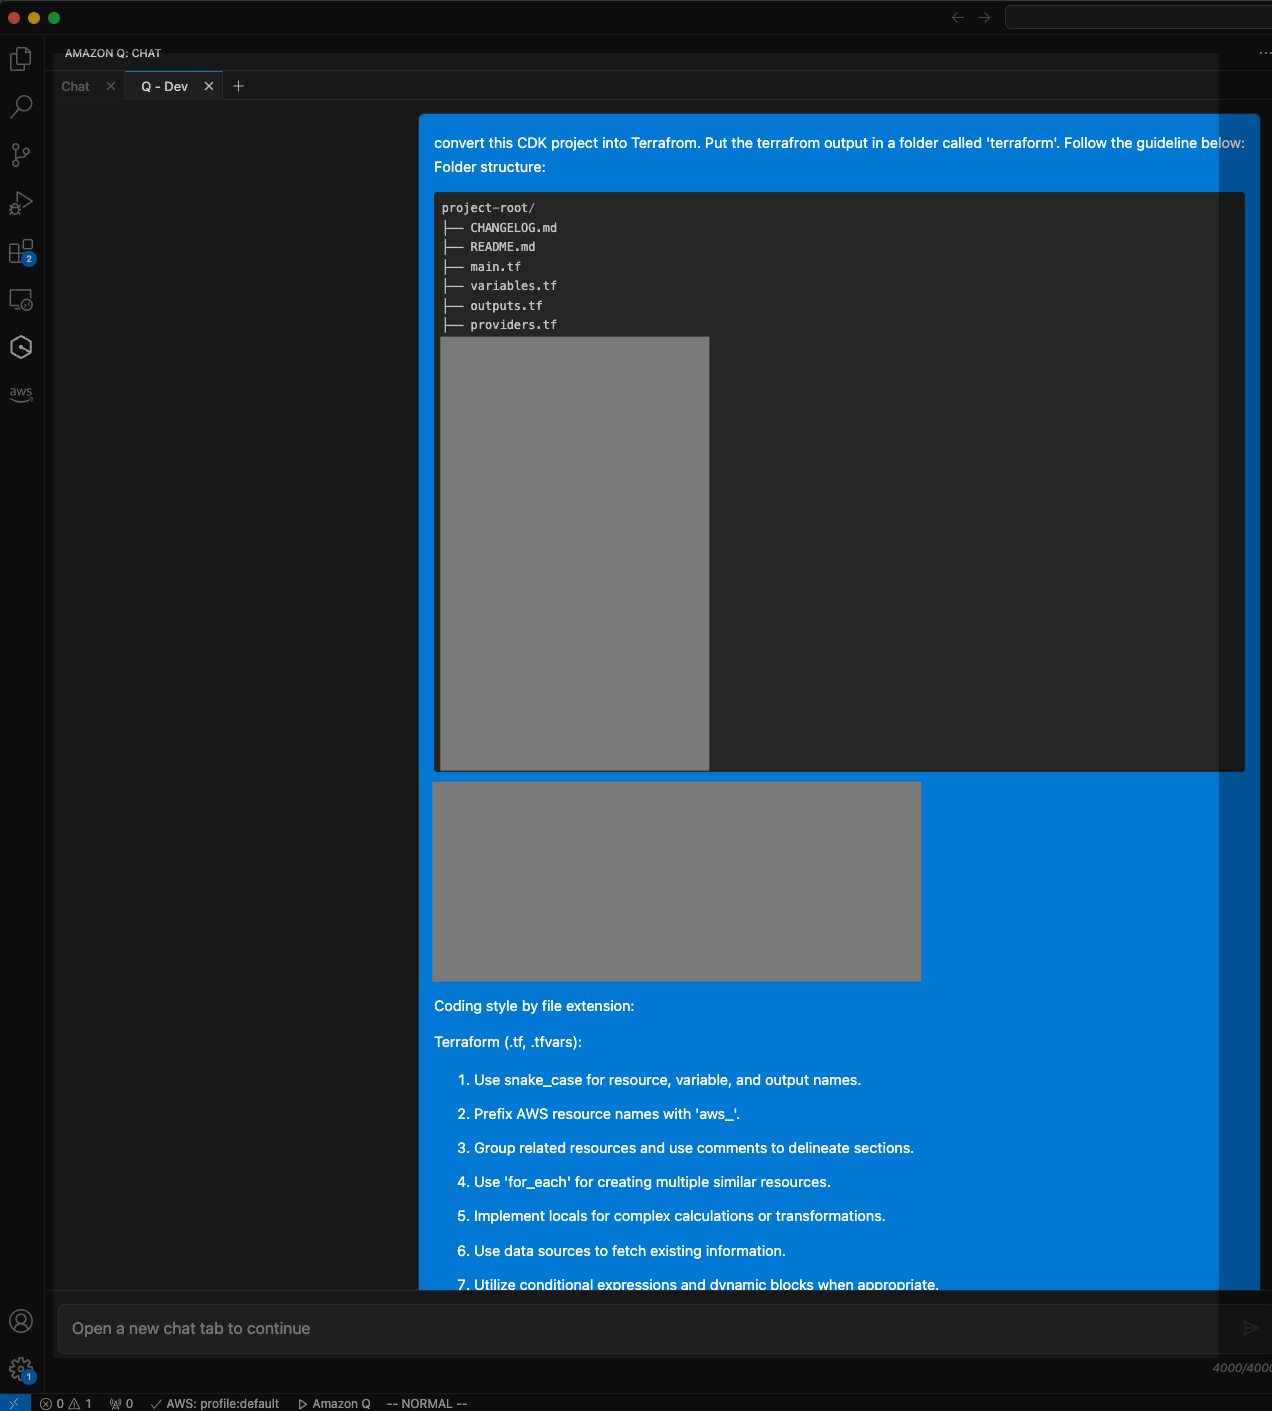 AMAZON Q: CHAT
Chat
Q - Dev
convert this CDK project into Terrafrom. Put the terrafrom output in a folder called 'terraform'. Follow the guideline below:
Folder structure:
project-root/
├── CHANGELOG.md
├── README.md
├── main.tf
├── variables.tf
├── outputs.tf
├── providers.tf
Coding style by file extension:
Terraform (.tf, .tfvars):
1. Use snake_case for resource, variable, and output names.
2. Prefix AWS resource names with 'aws_'.
3. Group related resources and use comments to delineate sections.
4. Use 'for_each' for creating multiple similar resources.
5. Implement locals for complex calculations or transformations.
6. Use data sources to fetch existing information.
7. Utilize conditional expressions and dynamic blocks when appropriate.
2
aws
Open a new chat tab to continue
4000/4000
1
0 1 0 AWS: profile:default Amazon Q -- NORMAL --